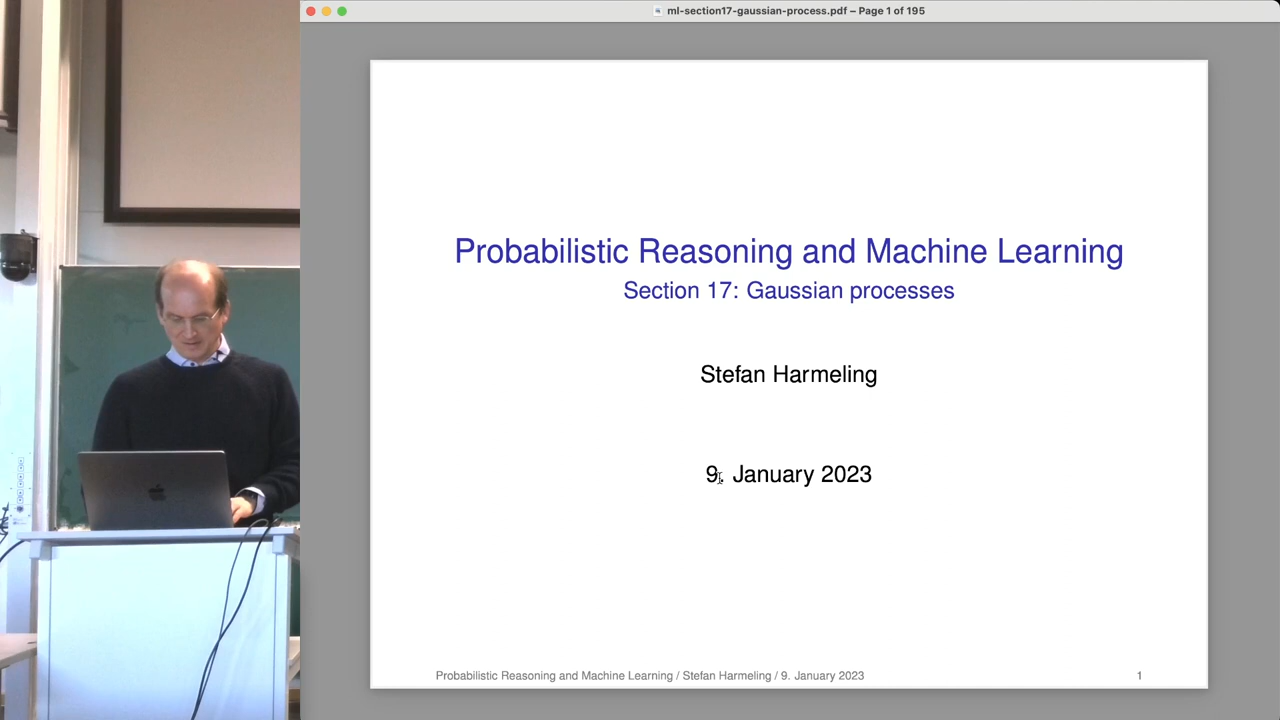 ml-section17-gaussian-process.pdf – Page 1 of 195
Probabilistic Reasoning and Machine Learning
Section 17: Gaussian processes
Stefan Harmeling
9. January 2023
Probabilistic Reasoning and Machine Learning / Stefan Harmeling / 9. January 2023
1